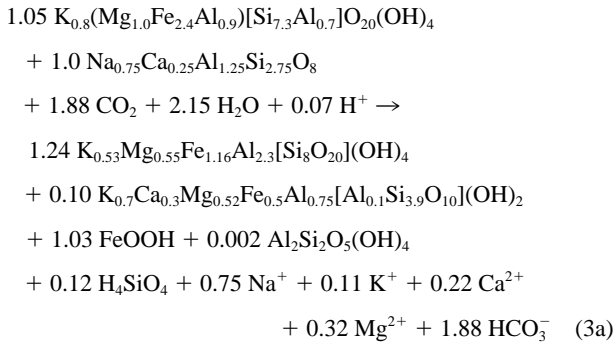 1.05 K₀.₈(Mg₁.₀Fe₂.₄Al₀.₉)[Si₇.₃Al₀.₇]O₂₀(OH)₄
+ 1.0 Na₀.₇₅Ca₀.₂₅Al₁.₂₅Si₂.₇₅O₈
+ 1.88 CO₂ + 2.15 H₂O + 0.07 H⁺ →
1.24 K₀.₅₃Mg₀.₅₅Fe₁.₁₆Al₂.₃[Si₈O₂₀](OH)₄
+ 0.10 K₀.₇Ca₀.₃Mg₀.₅₂Fe₀.₅Al₀.₇₅[Al₀.₁Si₃.₉O₁₀](OH)₂
+ 1.03 FeOOH + 0.002 Al₂Si₂O₅(OH)₄
+ 0.12 H₄SiO₄ + 0.75 Na⁺ + 0.11 K⁺ + 0.22 Ca²⁺
+ 0.32 Mg²⁺ + 1.88 HCO₃⁻ (3a)